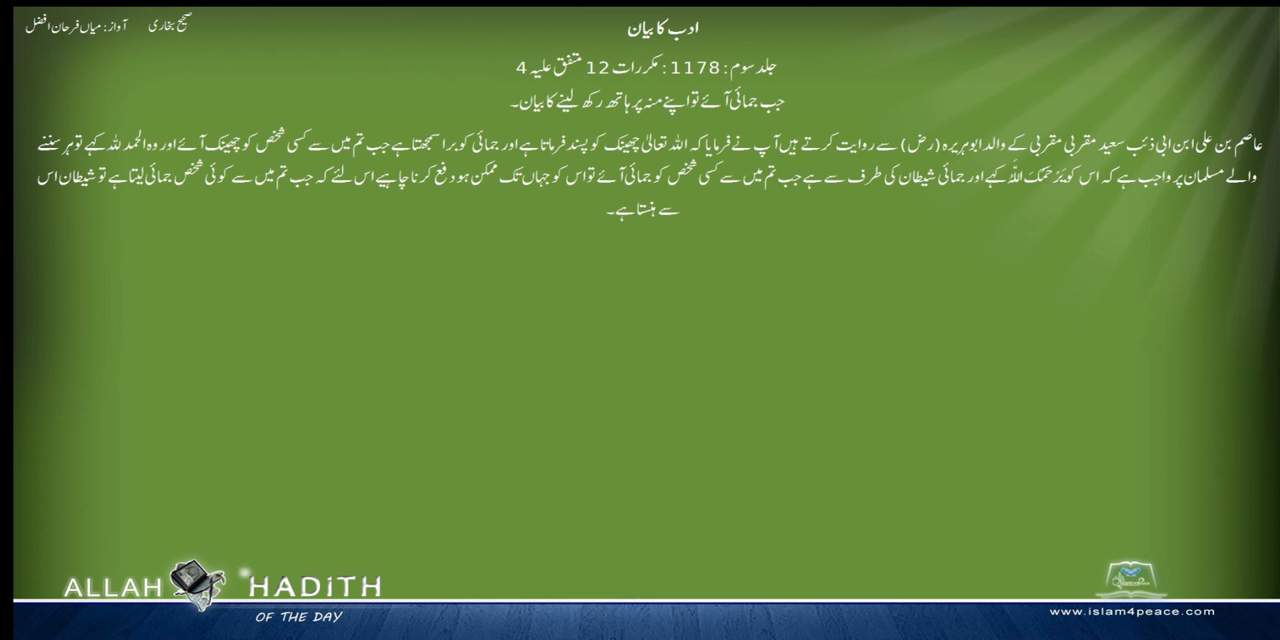 صحیح بخاری آواز: میاں فرحان افضل
ادب کا بیان
جلد سوم : 1178 : مکررات 12 متفق علیہ 4
جب جمائی آئے تو اپنے منہ پر ہاتھ رکھ لینے کا بیان۔
عاصم بن علی ابن ابی ذئب سعید مقربی مقربی کے والد ابوہریرہ (رض) سے روایت کرتے ہیں آپ نے فرمایا کہ اللہ تعالیٰ چھینک کو پسند فرماتا ہے اور جمائی کو برا سمجھتا ہے جب تم میں سے کسی شخص کو چھینک آئے اور وہ الحمد للہ کہے تو ہر سننے
والے مسلمان پر واجب ہے کہ اس کو یَرْحَمُکَ اللّٰہُ کہے اور جمائی شیطان کی طرف سے ہے جب تم میں سے کسی شخص کو جمائی آئے تو اس کو جہاں تک ممکن ہو دفع کرنا چاہیے اس لئے کہ جب تم میں سے کوئی شخص جمائی لیتا ہے تو شیطان اس
سے ہنستا ہے۔
ALLAH HADITH
OF THE DAY
www.islam4peace.com